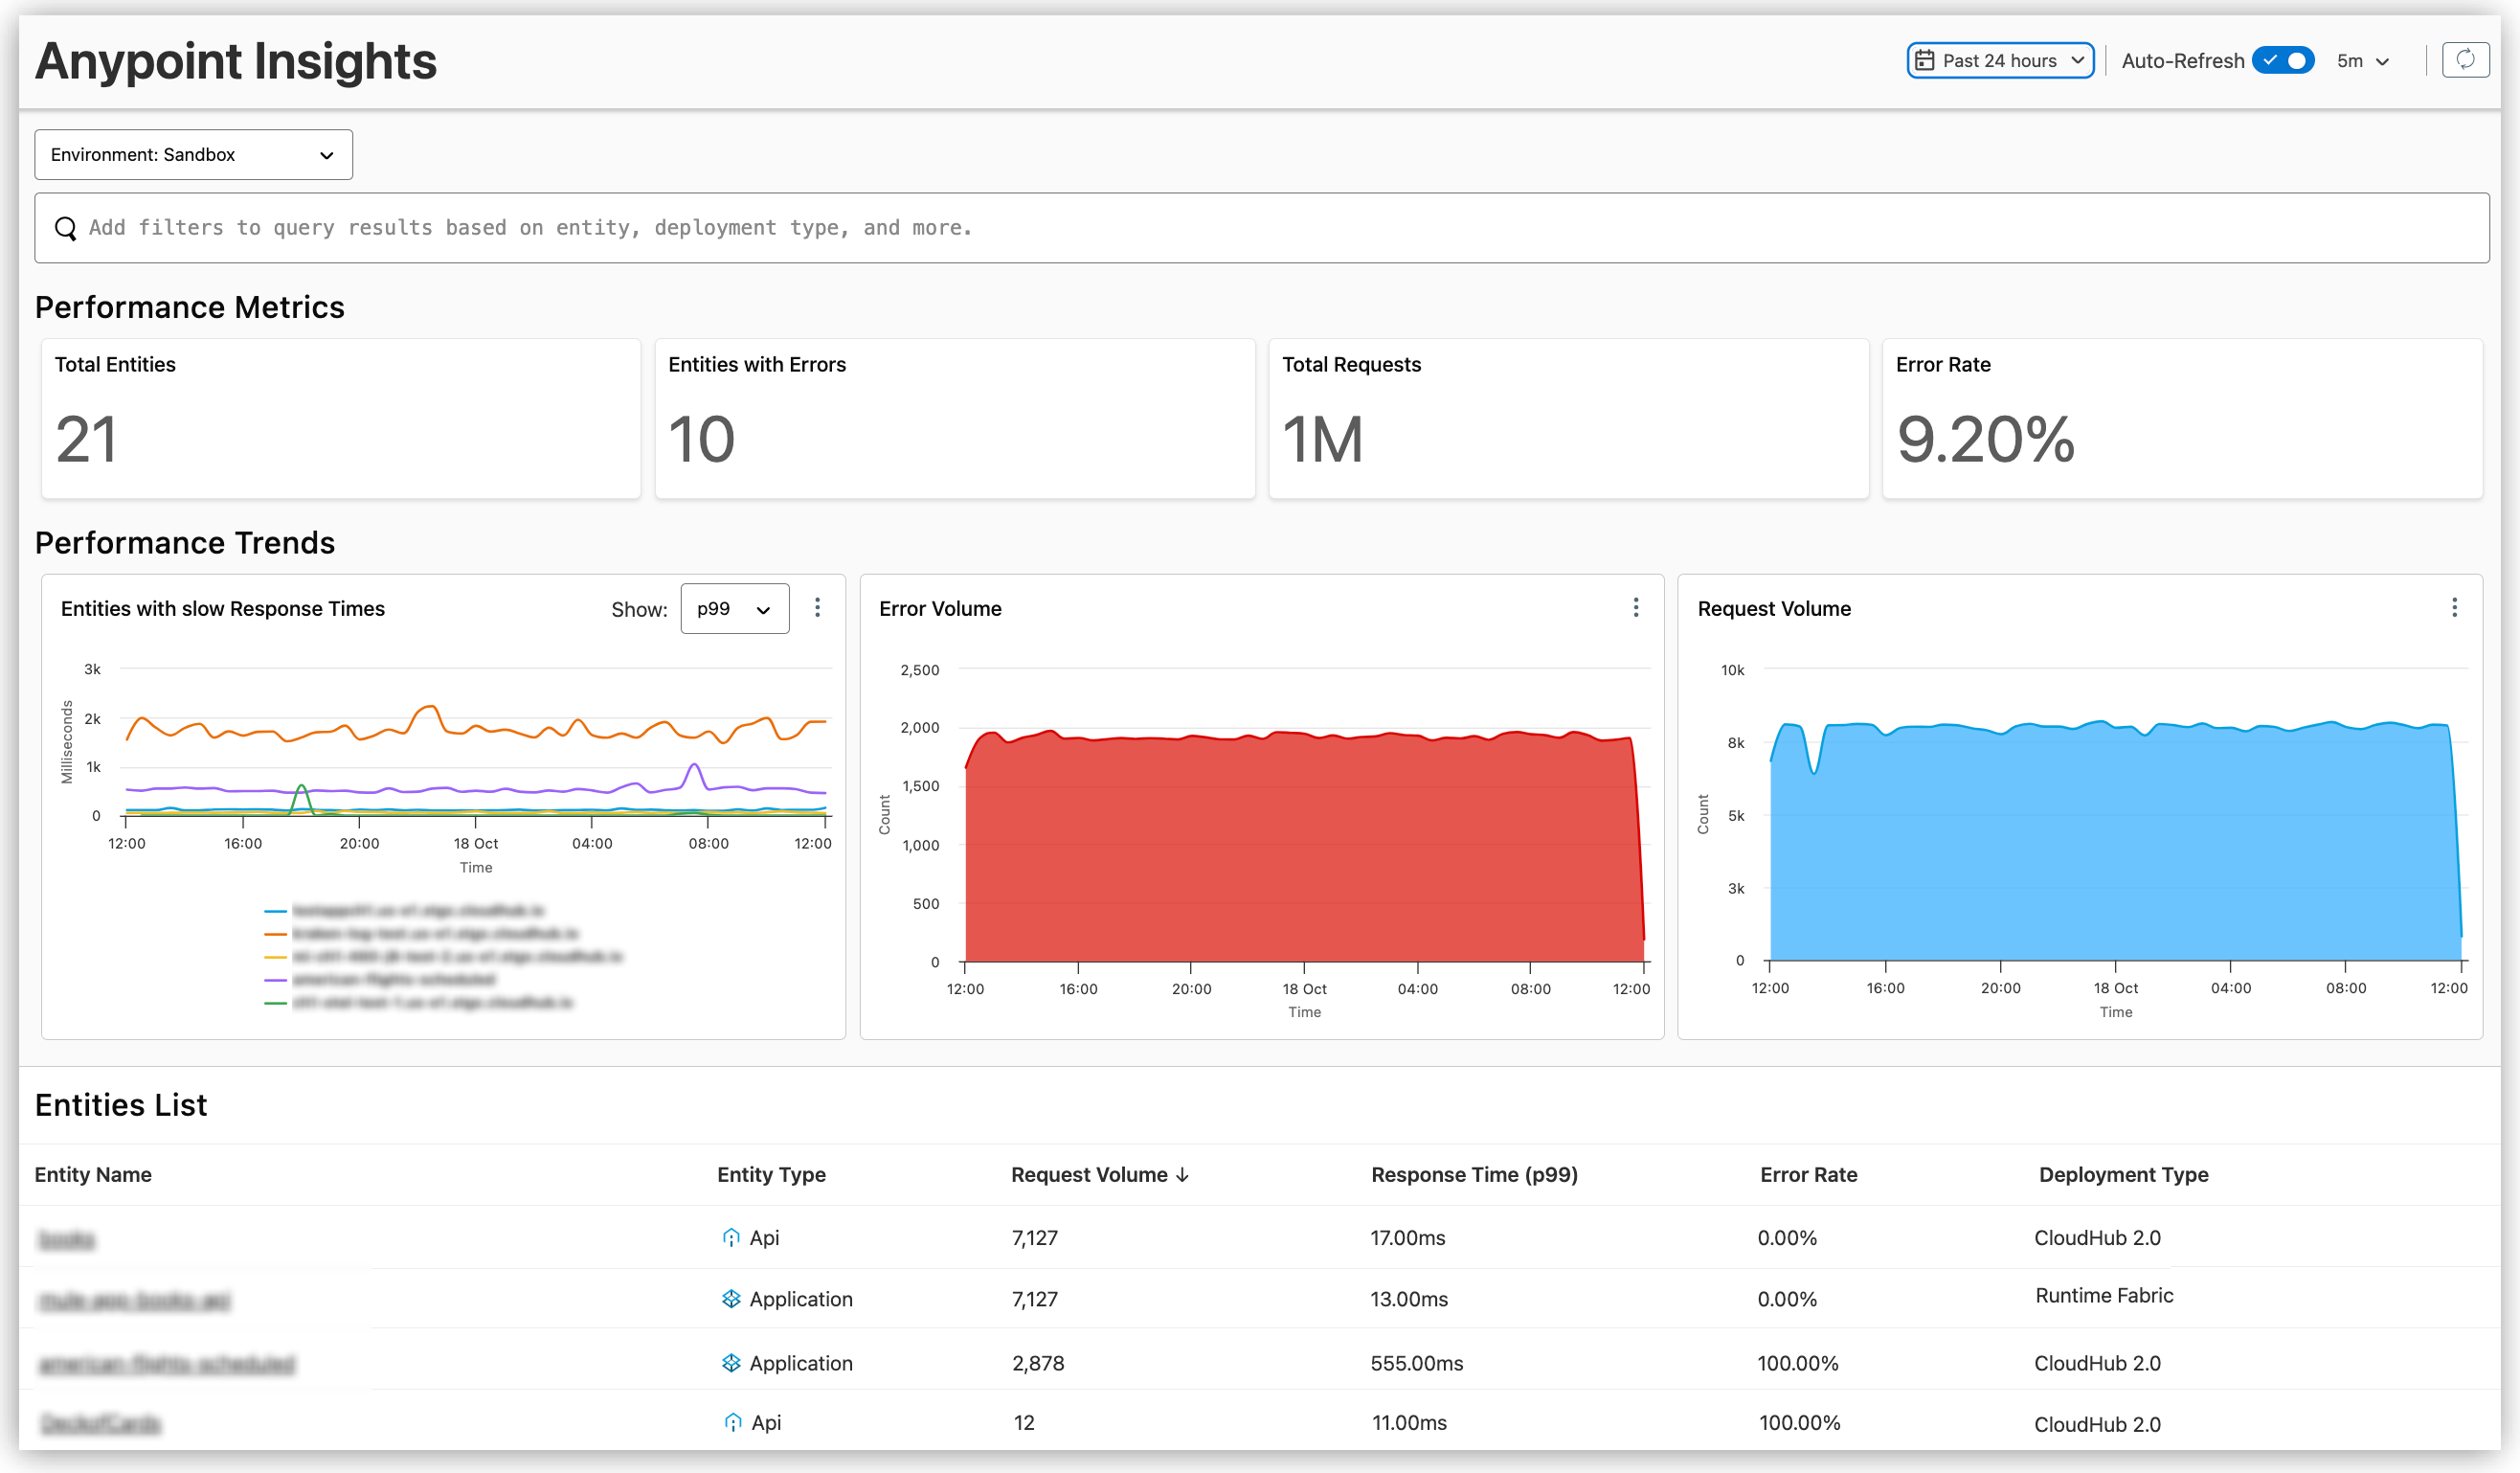 Anypoint Insights
Past 24 hours
Auto-Refresh
5m
Environment: Sandbox
Add filters to query results based on entity, deployment type, and more.
Performance Metrics
Total Entities
21
Entities with Errors
10
Total Requests
1M
Error Rate
9.20%
Performance Trends
Entities with slow Response Times
Show: p99
3k
2k
1k
0
Milliseconds
12:00 16:00 20:00 18 Oct 04:00 08:00 12:00
Time
Error Volume
2,500
2,000
1,500
1,000
500
0
Count
12:00 16:00 20:00 18 Oct 04:00 08:00 12:00
Time
Request Volume
10k
8k
5k
3k
0
Count
12:00 16:00 20:00 18 Oct 04:00 08:00 12:00
Time
Entities List
Entity Name Entity Type Request Volume ↓ Response Time (p99) Error Rate Deployment Type
Api 7,127 17.00ms 0.00% CloudHub 2.0
Application 7,127 13.00ms 0.00% Runtime Fabric
Application 2,878 555.00ms 100.00% CloudHub 2.0
Api 12 11.00ms 100.00% CloudHub 2.0